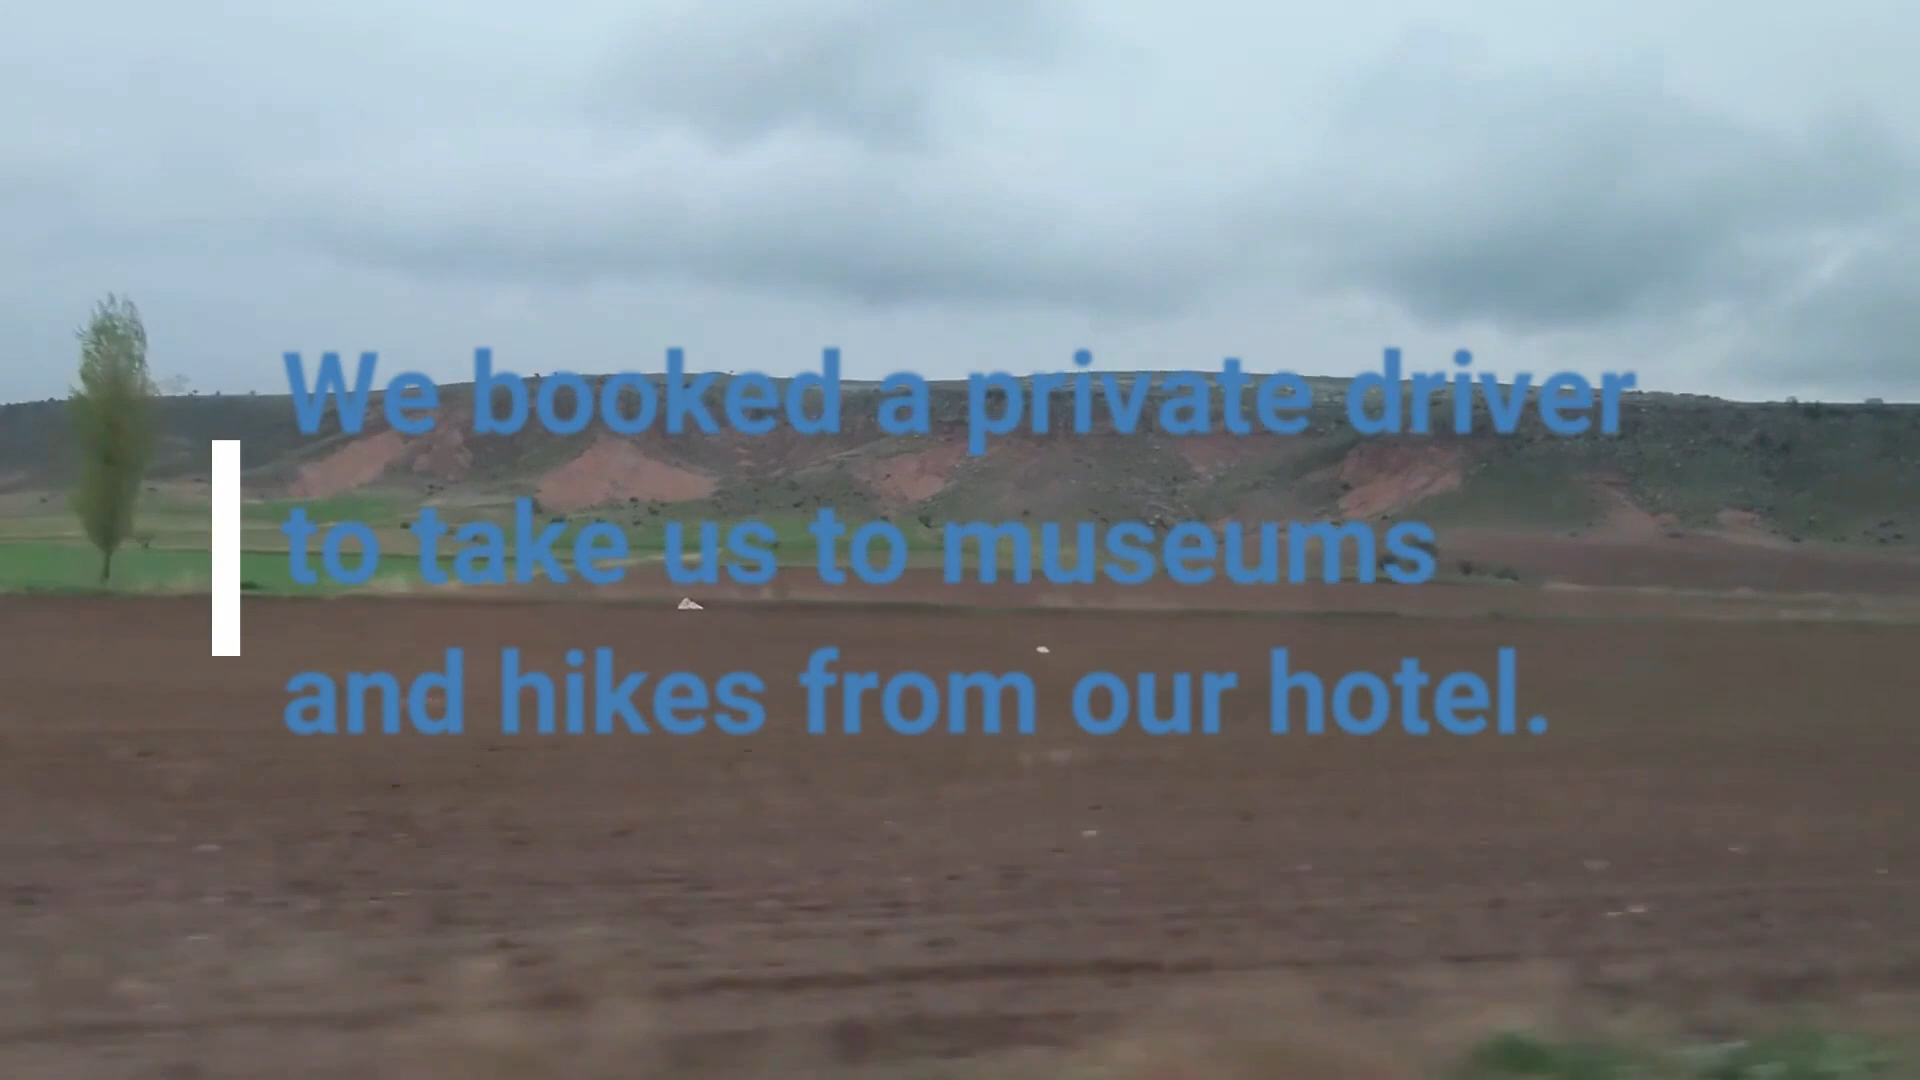 We booked a private driver
to take us to museums
and hikes from our hotel.